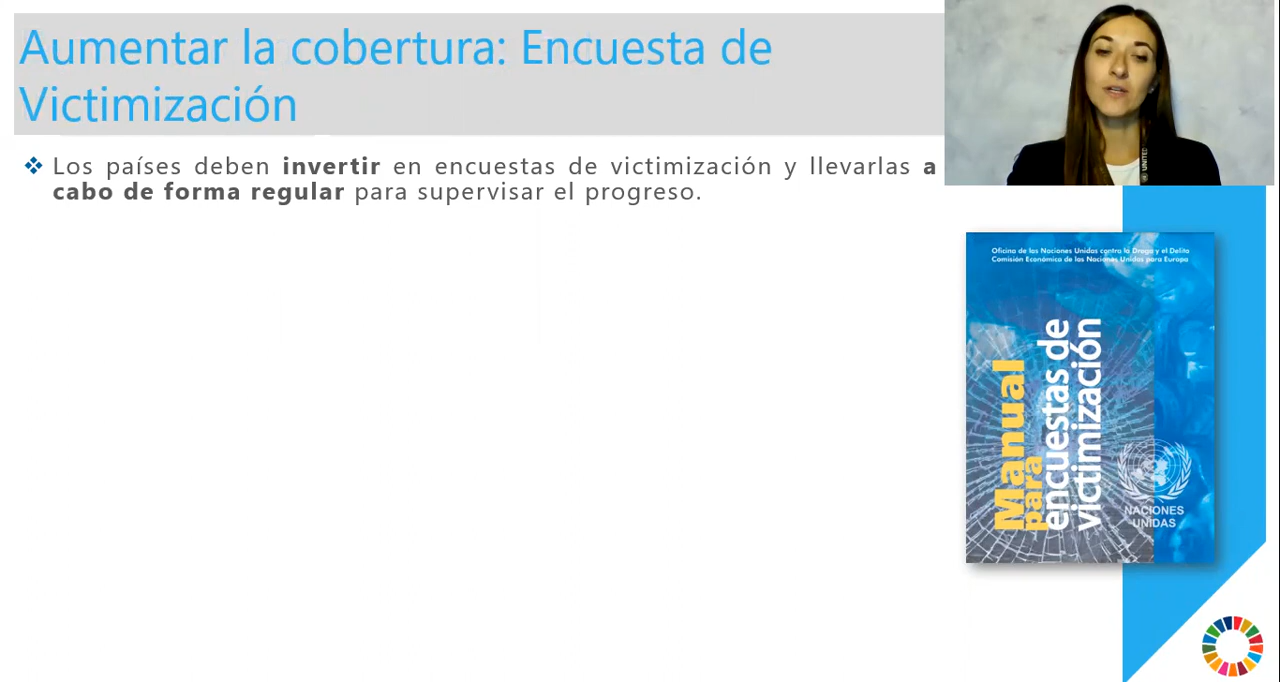 Aumentar la cobertura: Encuesta de
Victimización
Los países deben invertir en encuestas de victimización y llevarlas a
cabo de forma regular para supervisar el progreso.
Oficina de las Naciones Unidas contra la Droga y el Delito
Comisión Económica de las Naciones Unidas para Europa
Manual
para
encuestas de
victimización
NACIONES
UNIDAS